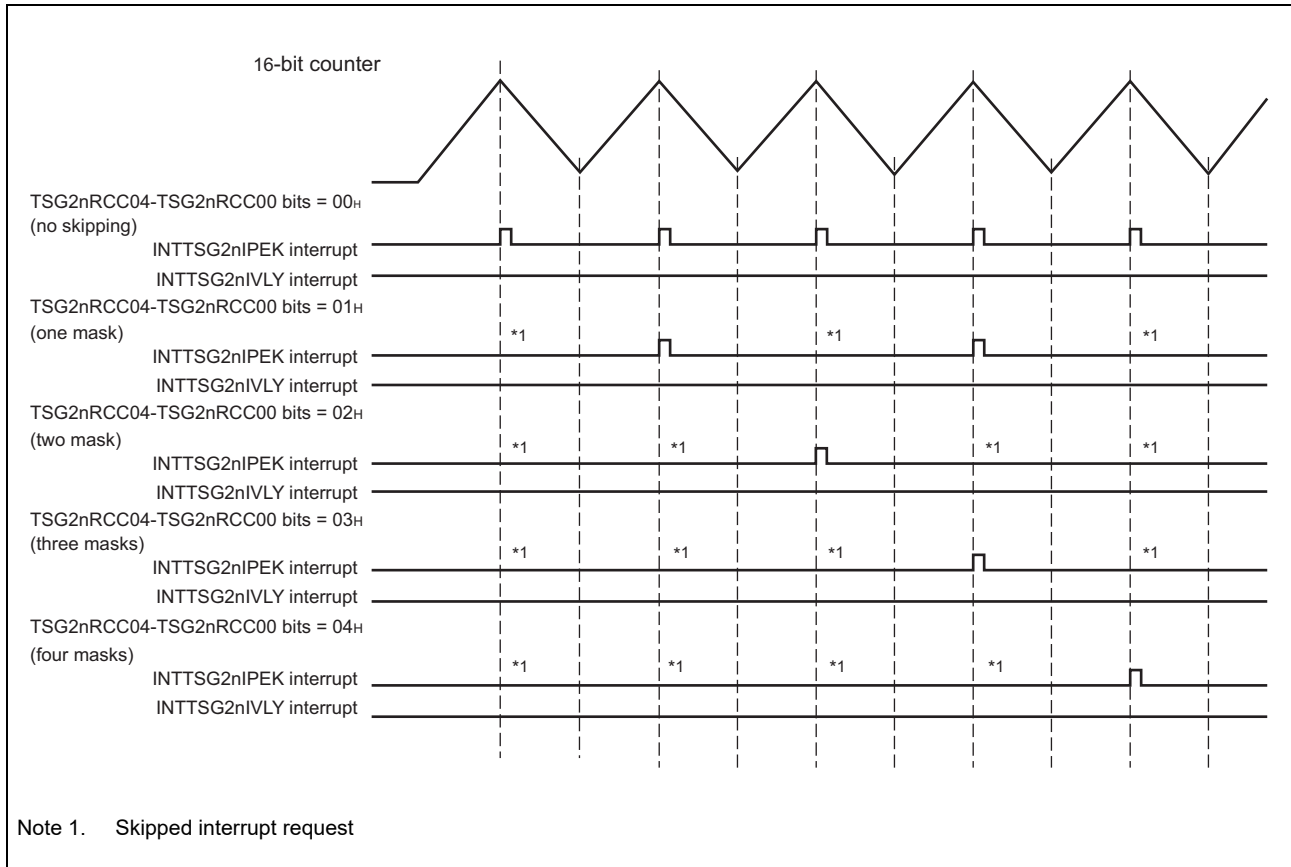 16-bit counter
TSG2nRCC04-TSG2nRCC00 bits = 00H
(no skipping)
INTTSG2nIPEK interrupt
INTTSG2nIVLY interrupt
TSG2nRCC04-TSG2nRCC00 bits = 01H
(one mask)
*1 *1 *1
INTTSG2nIPEK interrupt
INTTSG2nIVLY interrupt
TSG2nRCC04-TSG2nRCC00 bits = 02H
(two mask)
*1 *1 *1 *1
INTTSG2nIPEK interrupt
INTTSG2nIVLY interrupt
TSG2nRCC04-TSG2nRCC00 bits = 03H
(three masks)
*1 *1 *1 *1
INTTSG2nIPEK interrupt
INTTSG2nIVLY interrupt
TSG2nRCC04-TSG2nRCC00 bits = 04H
(four masks)
*1 *1 *1 *1
INTTSG2nIPEK interrupt
INTTSG2nIVLY interrupt
Note 1. Skipped interrupt request